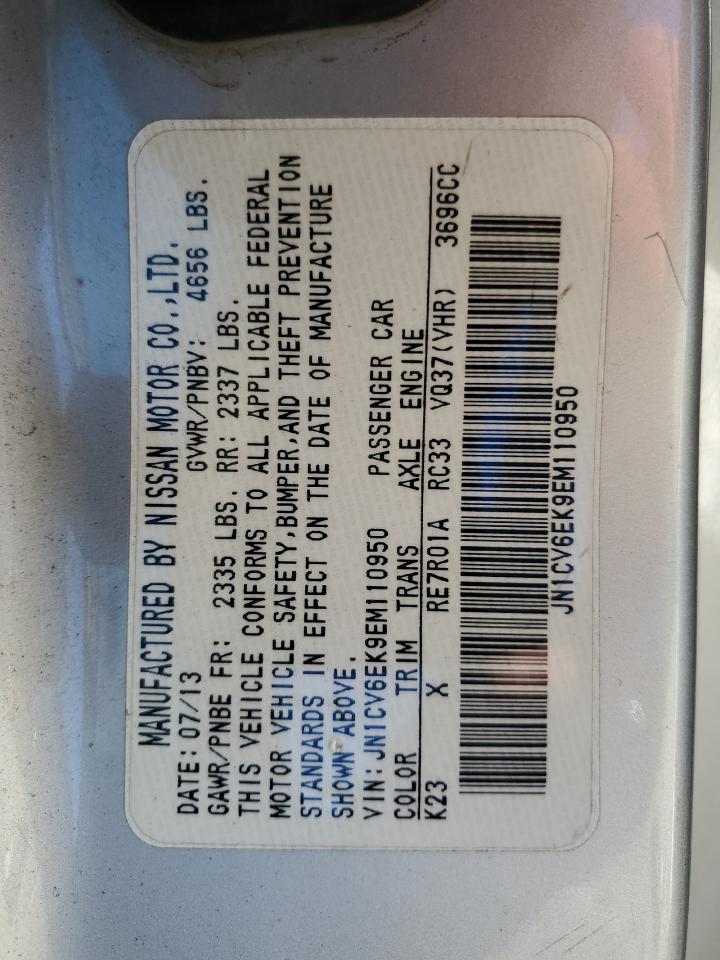 MANUFACTURED BY NISSAN MOTOR CO.,LTD.
DATE: 07/13 GVWR/PNBV: 4656 LBS.
GAWR/PNBE FR: 2335 LBS. RR: 2337 LBS.
THIS VEHICLE CONFORMS TO ALL APPLICABLE FEDERAL
MOTOR VEHICLE SAFETY,BUMPER,AND THEFT PREVENTION
STANDARDS IN EFFECT ON THE DATE OF MANUFACTURE
SHOWN ABOVE.
VIN: JN1CV6EK9EM110950 PASSENGER CAR
COLOR TRIM TRANS AXLE ENGINE
K23 X RE7R01A RC33 VQ37(VHR) 3696CC
JN1CV6EK9EM110950